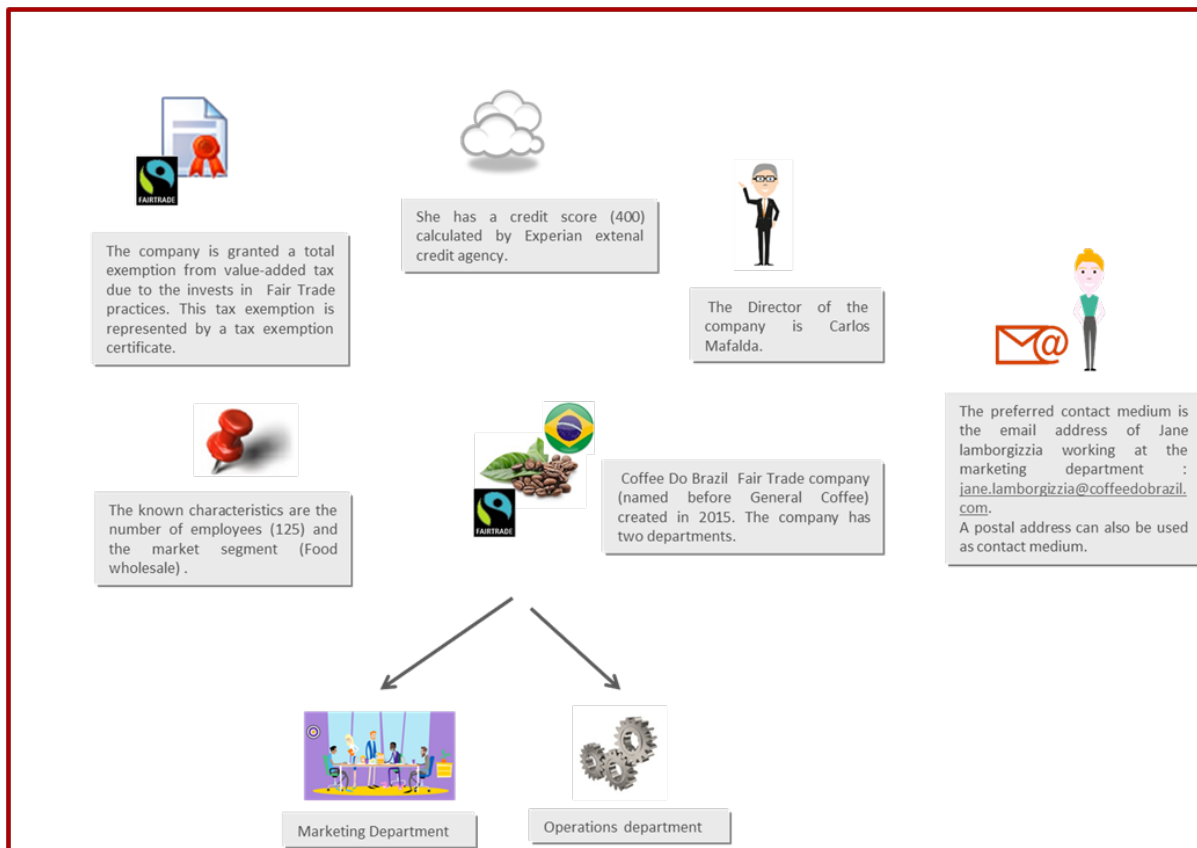 FAIRTRADE
The company is granted a total
exemption from value-added tax
due to the invests in Fair Trade
practices. This tax exemption is
represented by a tax exemption
certificate.
She has a credit score (400)
calculated by Experian extenal
credit agency.
The Director of the
company is Carlos
Mafalda.
The preferred contact medium is
the email address of Jane
lamborgizzia working at the
marketing department :
jane.lamborgizzia@coffeedobrazil.
com.
A postal address can also be used
as contact medium.
The known characteristics are the
number of employees (125) and
the market segment (Food
wholesale) .
FAIRTRADE
Coffee Do Brazil Fair Trade company
(named before General Coffee)
created in 2015. The company has
two departments.
Marketing Department
Operations department